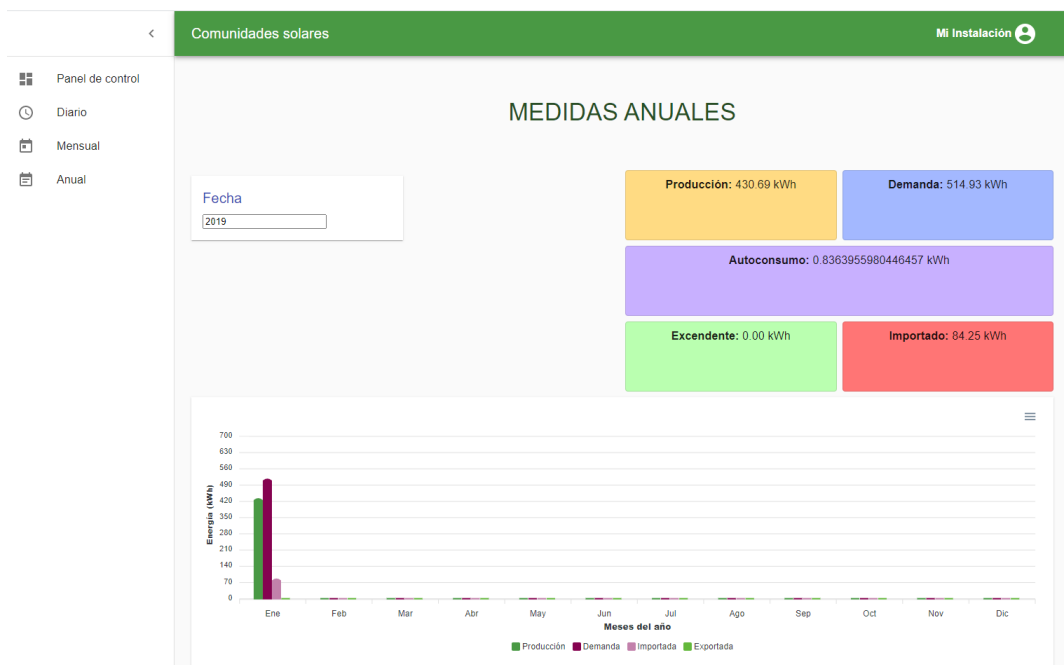 Comunidades solares
Mi Instalación
Panel de control
Diario
Mensual
Anual
MEDIDAS ANUALES
Fecha
2019
Producción: 430.69 kWh
Demanda: 514.93 kWh
Autoconsumo: 0.8363955980446457 kWh
Excendente: 0.00 kWh
Importado: 84.25 kWh
700
630
560
490
420
350
280
210
140
70
0
Energía (kWh)
Ene Feb Mar Abr May Jun Jul Ago Sep Oct Nov Dic
Meses del año
Producción Demanda Importada Exportada